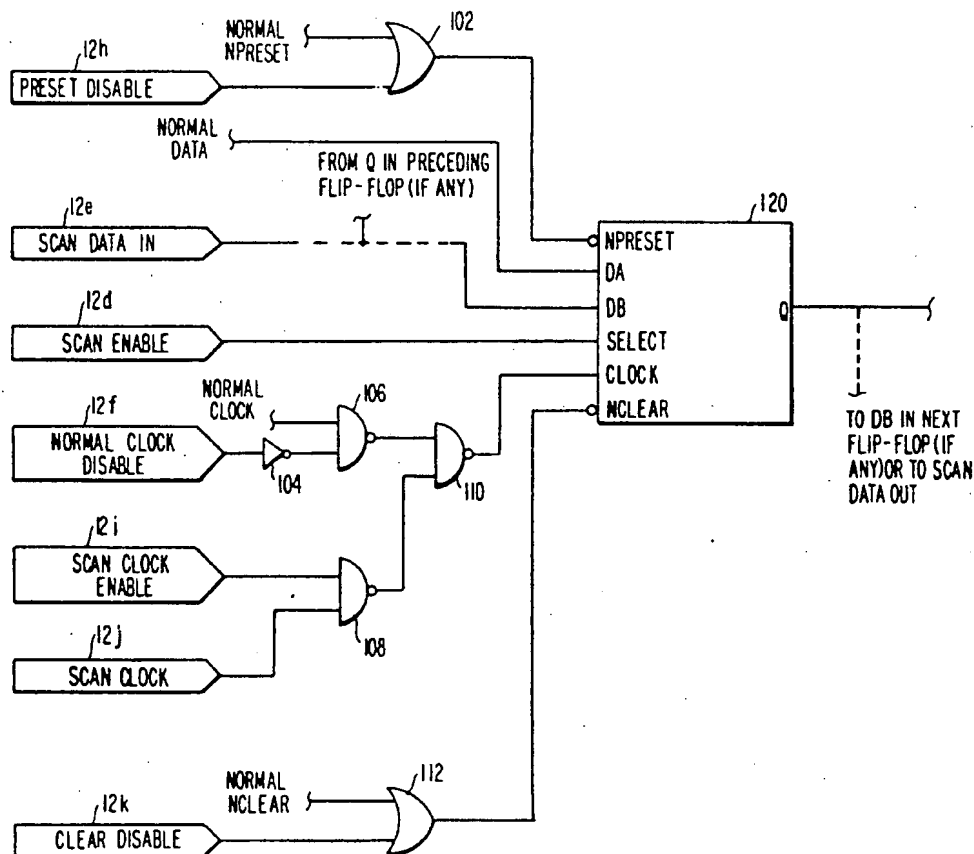 NORMAL
NPRESET
102
12h
PRESET DISABLE
NORMAL
DATA
FROM Q IN PRECEDING
FLIP-FLOP (IF ANY)
12e
SCAN DATA IN
120
NPRESET
DA
DB
SELECT
CLOCK
NCLEAR
Q
12d
SCAN ENABLE
NORMAL
CLOCK
106
12f
NORMAL CLOCK
DISABLE
104
110
TO DB IN NEXT
FLIP-FLOP (IF
ANY) OR TO SCAN
DATA OUT
12i
SCAN CLOCK
ENABLE
108
12j
SCAN CLOCK
NORMAL
NCLEAR
112
12k
CLEAR DISABLE